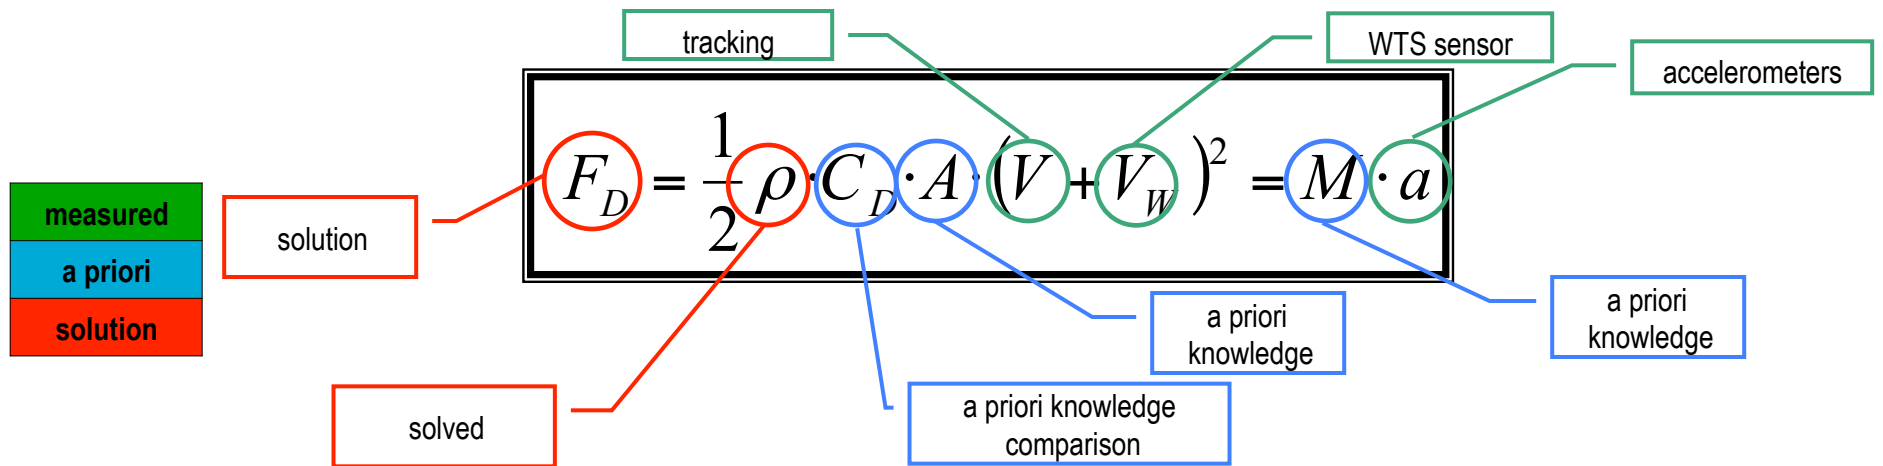 tracking
WTS sensor
accelerometers
F_D = 1/2 ρ · C_D · A · (V + V_W)² = M · a
measured
a priori
solution
solution
a priori
knowledge
a priori
knowledge
solved
a priori knowledge
comparison